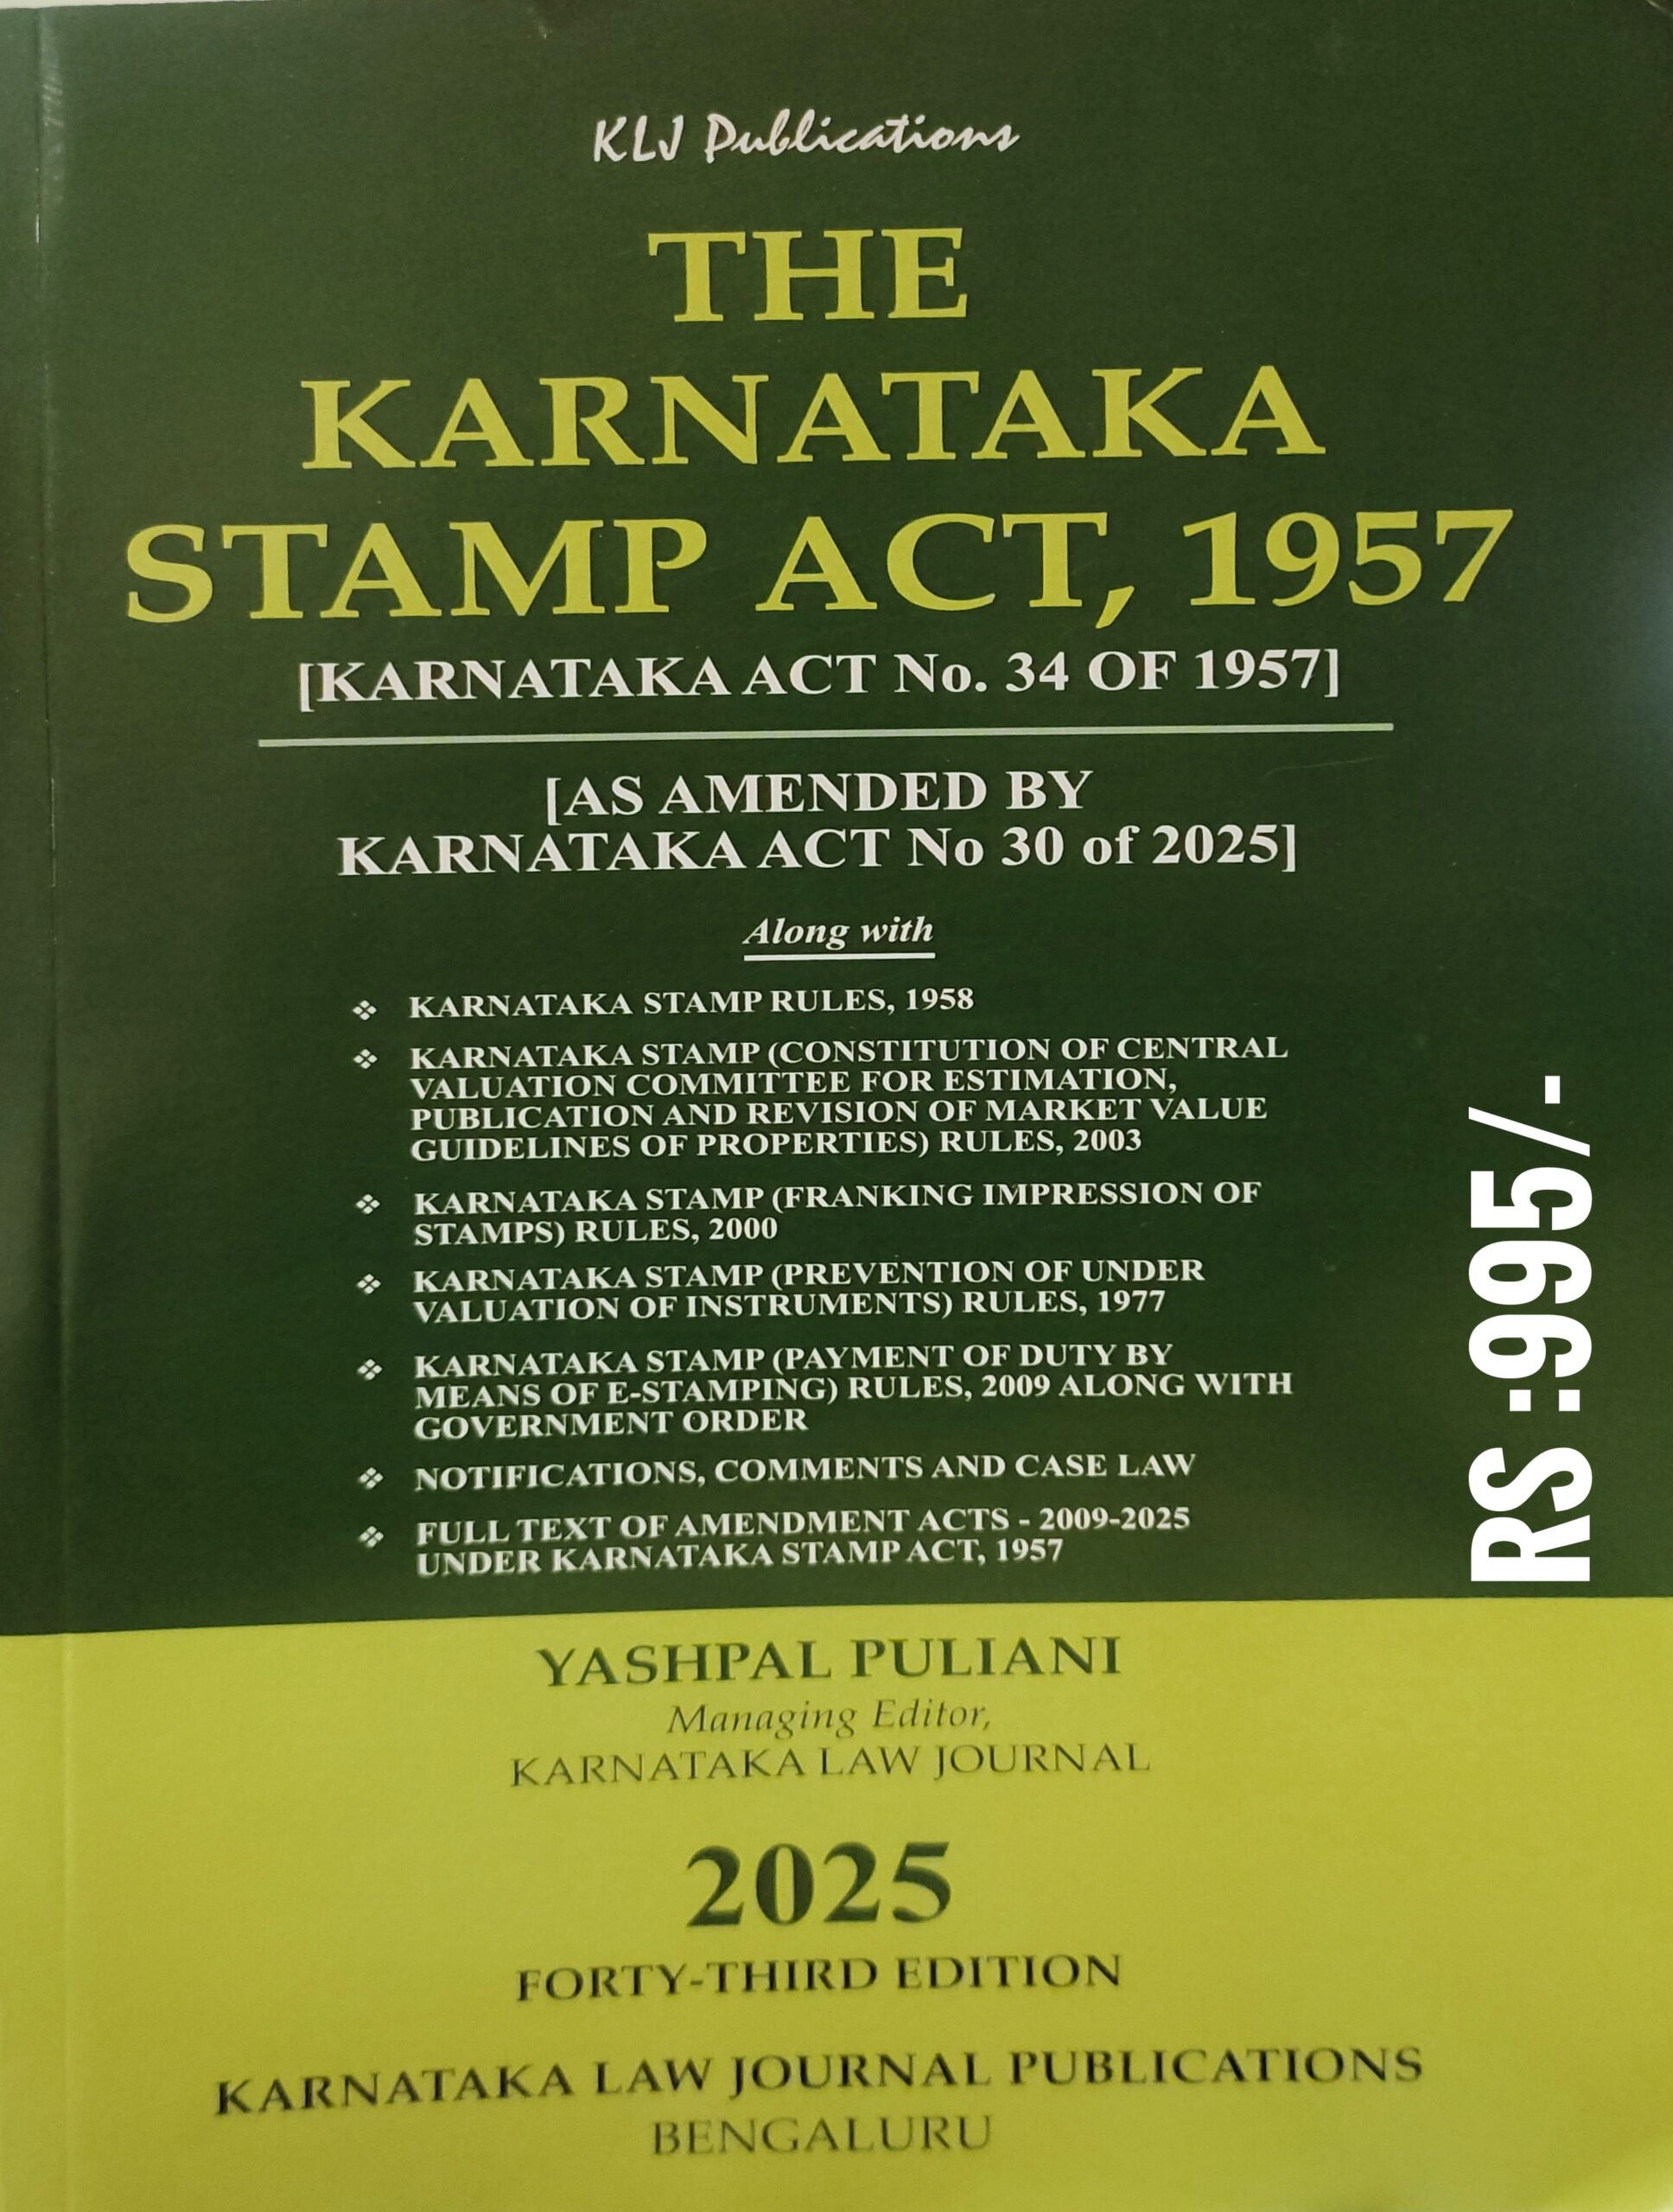 KLJ Publications
THE
KARNATAKA
STAMP ACT, 1957
[KARNATAKA ACT No. 34 OF 1957]
[AS AMENDED BY
KARNATAKA ACT No 30 of 2025]
Along with
❖ KARNATAKA STAMP RULES, 1958
❖ KARNATAKA STAMP (CONSTITUTION OF CENTRAL
VALUATION COMMITTEE FOR ESTIMATION,
PUBLICATION AND REVISION OF MARKET VALUE
GUIDELINES OF PROPERTIES) RULES, 2003
❖ KARNATAKA STAMP (FRANKING IMPRESSION OF
STAMPS) RULES, 2000
❖ KARNATAKA STAMP (PREVENTION OF UNDER
VALUATION OF INSTRUMENTS) RULES, 1977
❖ KARNATAKA STAMP (PAYMENT OF DUTY BY
MEANS OF E-STAMPING) RULES, 2009 ALONG WITH
GOVERNMENT ORDER
❖ NOTIFICATIONS, COMMENTS AND CASE LAW
❖ FULL TEXT OF AMENDMENT ACTS - 2009-2025
UNDER KARNATAKA STAMP ACT, 1957
RS :995/-
YASHPAL PULIANI
Managing Editor,
KARNATAKA LAW JOURNAL
2025
FORTY-THIRD EDITION
KARNATAKA LAW JOURNAL PUBLICATIONS
BENGALURU